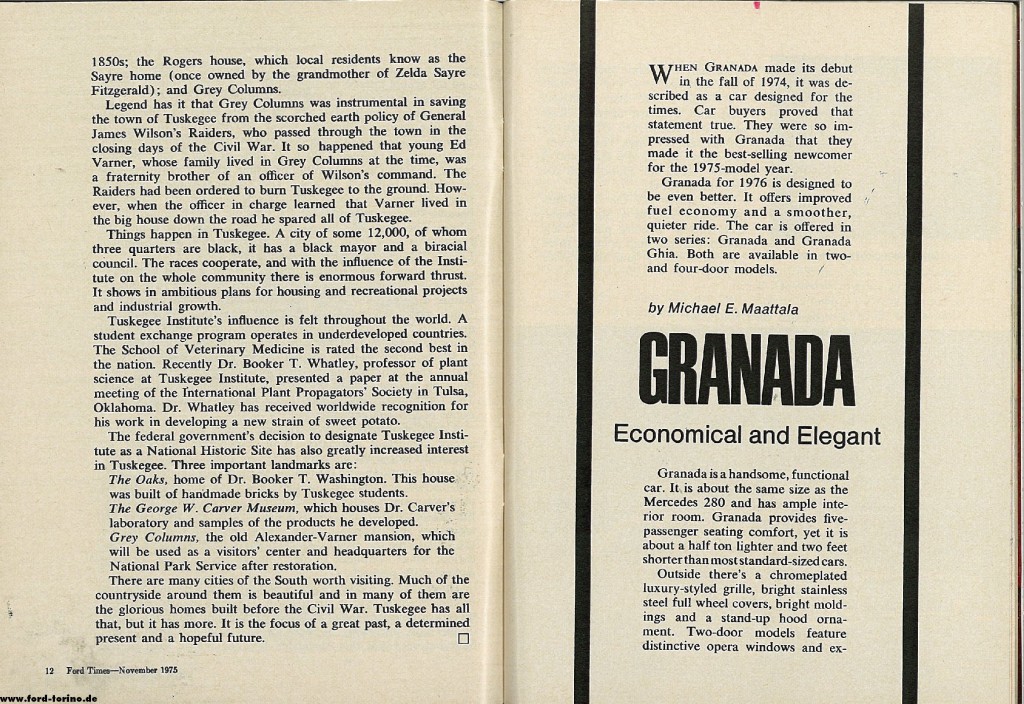 1850s; the Rogers house, which local residents know as the
Sayre home (once owned by the grandmother of Zelda Sayre
Fitzgerald); and Grey Columns.
Legend has it that Grey Columns was instrumental in saving
the town of Tuskegee from the scorched earth policy of General
James Wilson's Raiders, who passed through the town in the
closing days of the Civil War. It so happened that young Ed
Varner, whose family lived in Grey Columns at the time, was
a fraternity brother of an officer of Wilson's command. The
Raiders had been ordered to burn Tuskegee to the ground. How-
ever, when the officer in charge learned that Varner lived in
the big house down the road he spared all of Tuskegee.
Things happen in Tuskegee. A city of some 12,000, of whom
three quarters are black, it has a black mayor and a biracial
council. The races cooperate, and with the influence of the Insti-
tute on the whole community there is enormous forward thrust.
It shows in ambitious plans for housing and recreational projects
and industrial growth.
Tuskegee Institute's influence is felt throughout the world. A
student exchange program operates in underdeveloped countries.
The School of Veterinary Medicine is rated the second best in
the nation. Recently Dr. Booker T. Whatley, professor of plant
science at Tuskegee Institute, presented a paper at the annual
meeting of the International Plant Propagators' Society in Tulsa,
Oklahoma. Dr. Whatley has received worldwide recognition for
his work in developing a new strain of sweet potato.
The federal government's decision to designate Tuskegee Insti-
tute as a National Historic Site has also greatly increased interest
in Tuskegee. Three important landmarks are:
The Oaks, home of Dr. Booker T. Washington. This house
was built of handmade bricks by Tuskegee students.
The George W. Carver Museum, which houses Dr. Carver's
laboratory and samples of the products he developed.
Grey Columns, the old Alexander-Varner mansion, which
will be used as a visitors' center and headquarters for the
National Park Service after restoration.
There are many cities of the South worth visiting. Much of the
countryside around them is beautiful and in many of them are
the glorious homes built before the Civil War. Tuskegee has all
that, but it has more. It is the focus of a great past, a determined
present and a hopeful future.
12 Ford Times—November 1975
www.ford-torino.de
WHEN GRANADA made its debut
in the fall of 1974, it was de-
scribed as a car designed for the
times. Car buyers proved that
statement true. They were so im-
pressed with Granada that they
made it the best-selling newcomer
for the 1975-model year.
Granada for 1976 is designed to
be even better. It offers improved
fuel economy and a smoother,
quieter ride. The car is offered in
two series: Granada and Granada
Ghia. Both are available in two-
and four-door models.
by Michael E. Maattala
GRANADA
Economical and Elegant
Granada is a handsome, functional
car. It is about the same size as the
Mercedes 280 and has ample inte-
rior room. Granada provides five-
passenger seating comfort, yet it is
about a half ton lighter and two feet
shorter than most standard-sized cars.
Outside there's a chromeplated
luxury-styled grille, bright stainless
steel full wheel covers, bright mold-
ings and a stand-up hood orna-
ment. Two-door models feature
distinctive opera windows and ex-